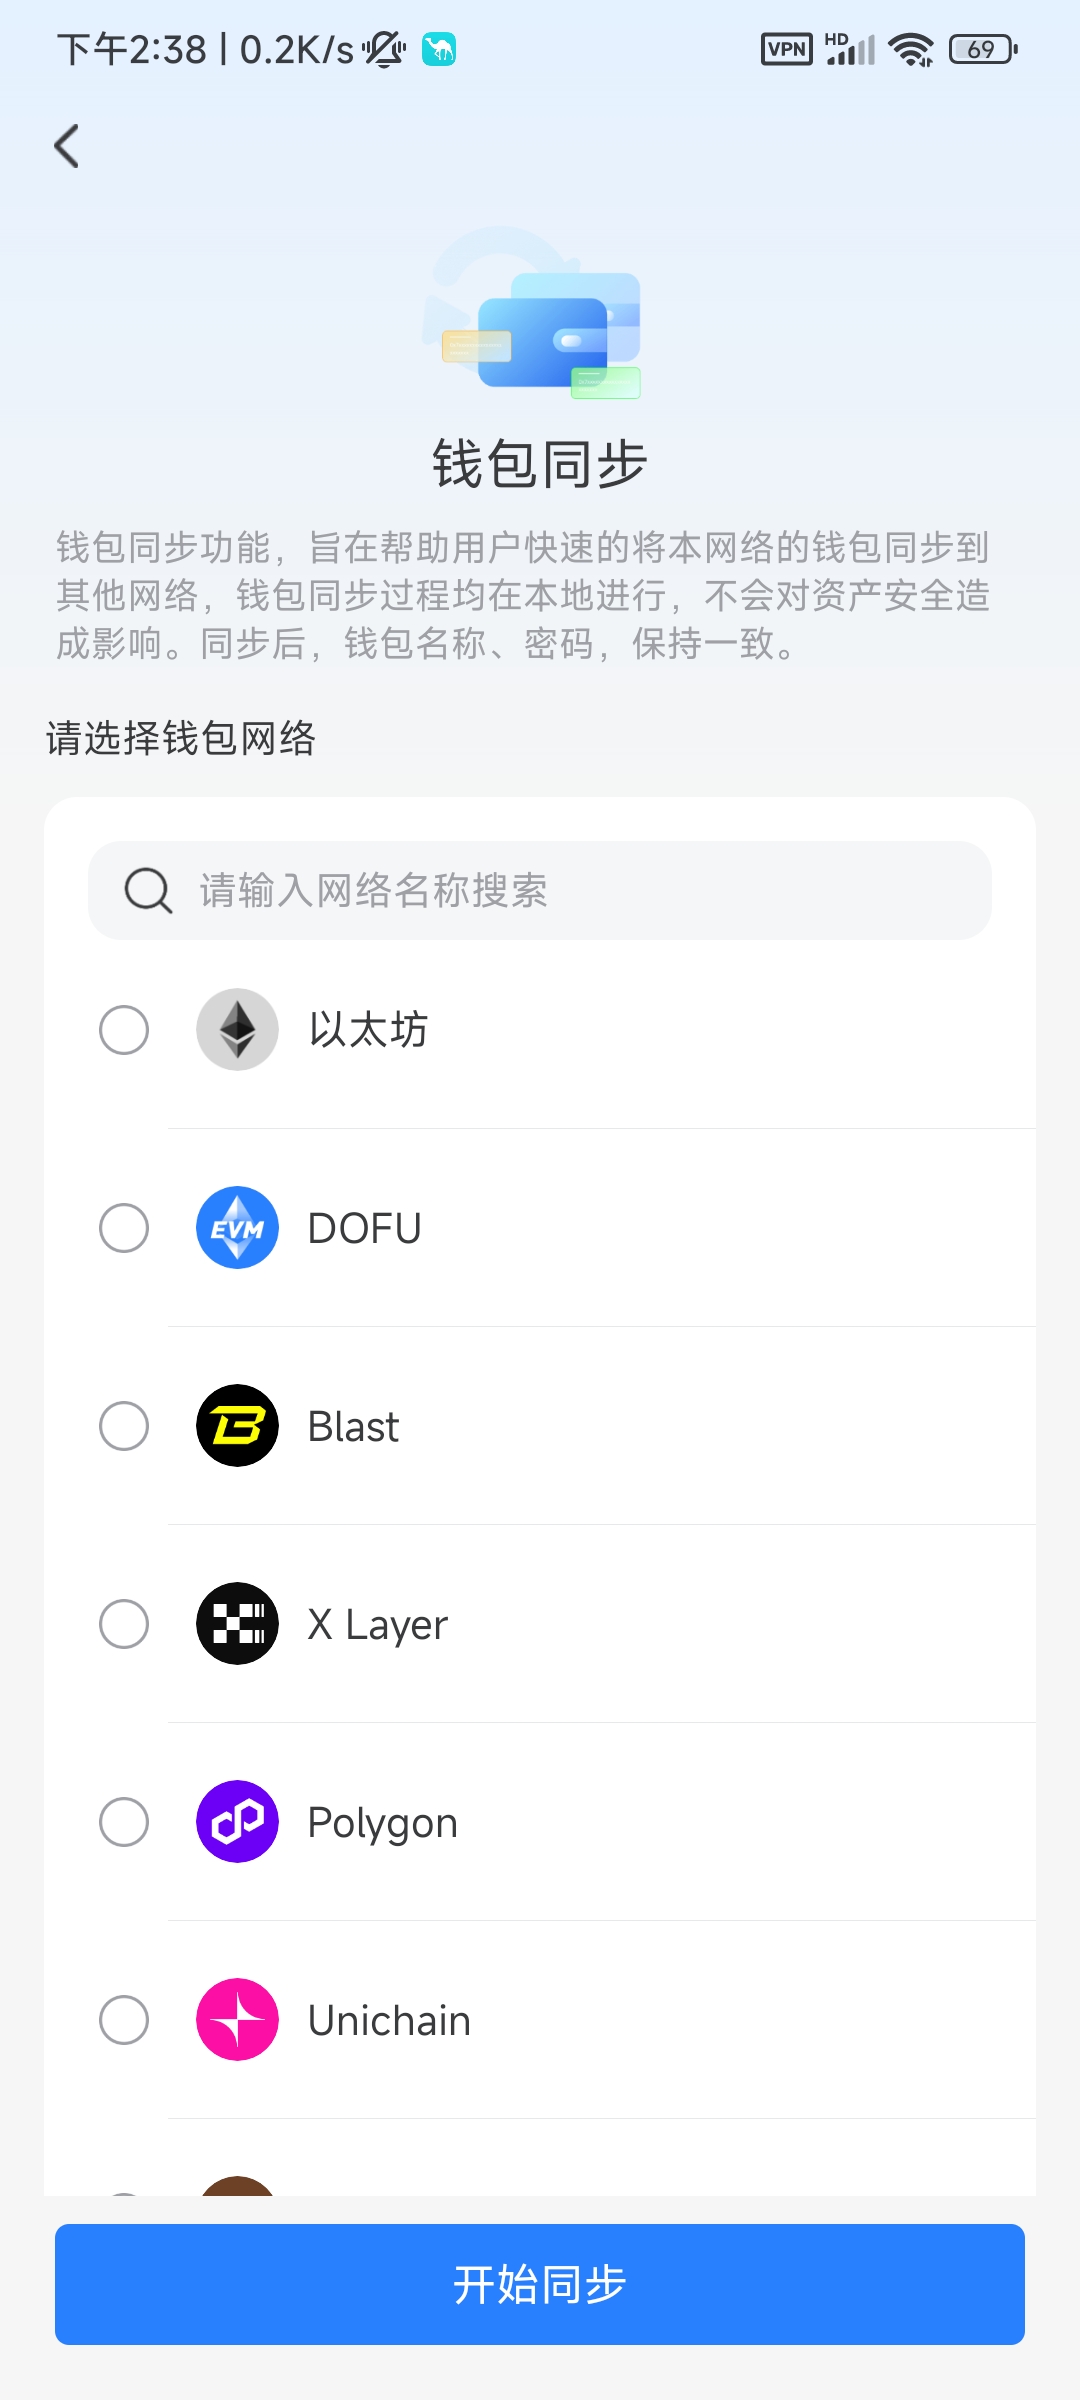 下午2:38 | 0.2K/s
VPN
HD
69
钱包同步
钱包同步功能，旨在帮助用户快速的将本网络的钱包同步到
其他网络，钱包同步过程均在本地进行，不会对资产安全造
成影响。同步后，钱包名称、密码，保持一致。
请选择钱包网络
请输入网络名称搜索
以太坊
EVM
DOFU
Blast
X Layer
Polygon
Unichain
开始同步